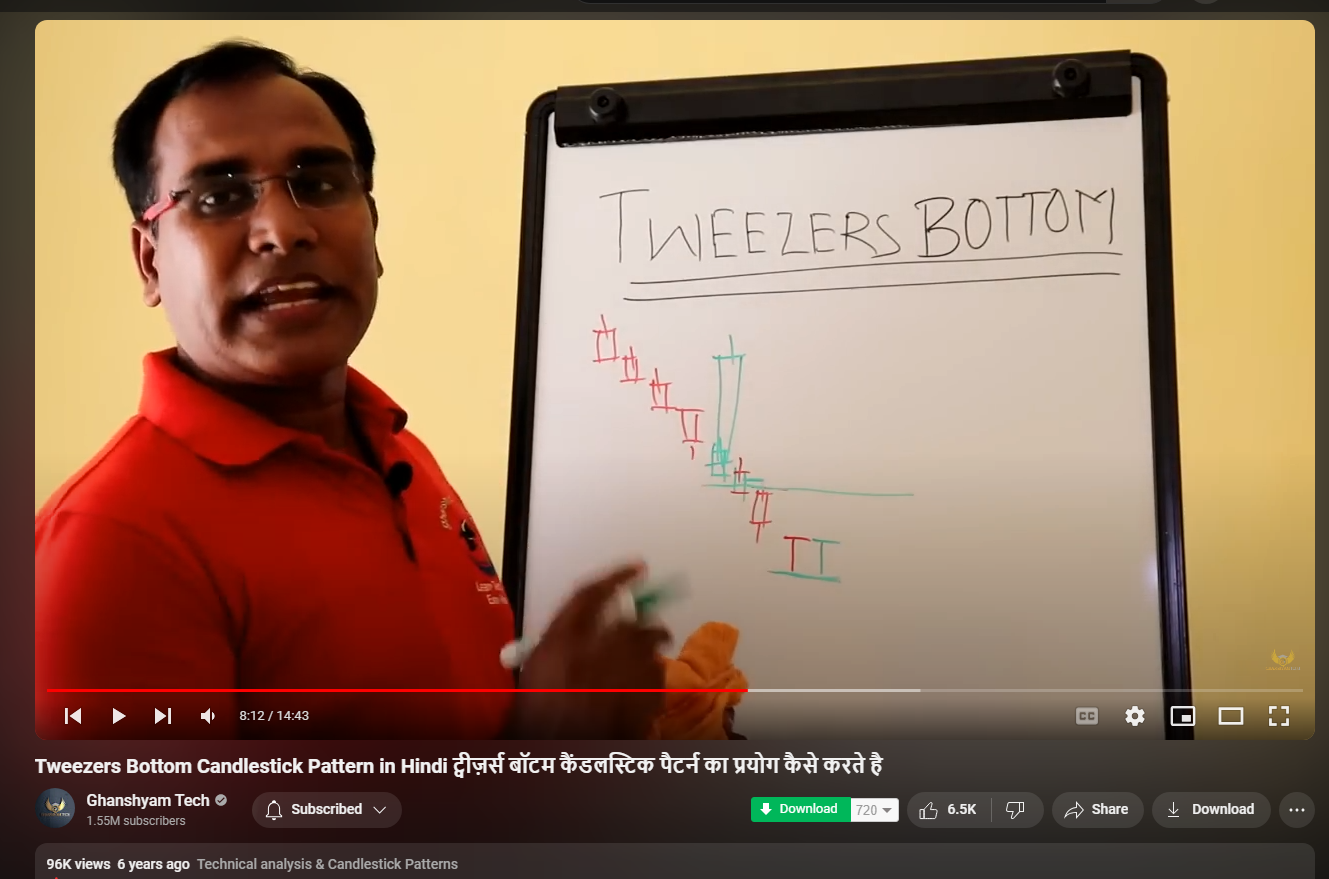 TWEEZERS BOTTOM
CC
8:12 / 14:43
Tweezers Bottom Candlestick Pattern in Hindi ट्वीज़र्स बॉटम कैंडलस्टिक पैटर्न का प्रयोग कैसे करते है
Ghanshyam Tech
1.55M subscribers
Subscribed
Download 720
6.5K
Share
Download
96K views 6 years ago Technical analysis & Candlestick Patterns